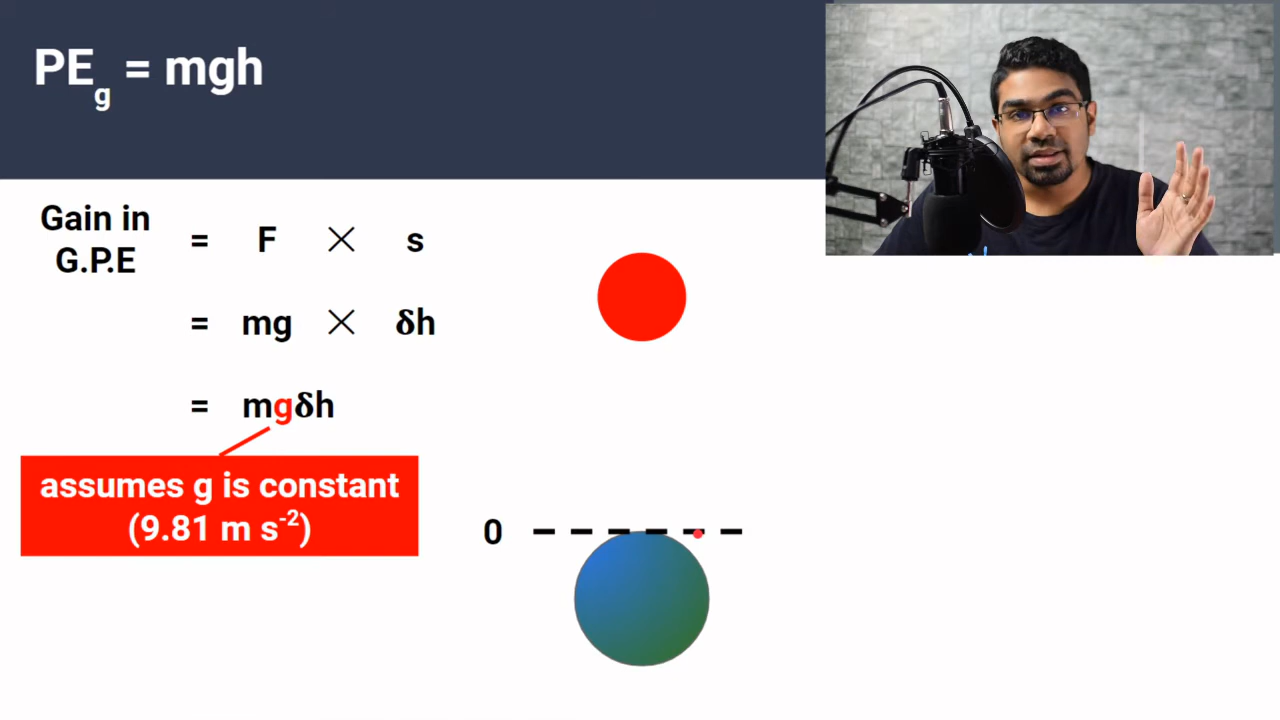 PEg = mgh
Gain in
G.P.E
= F × s
= mg × δh
= mgδh
assumes g is constant
(9.81 m s-2)
0